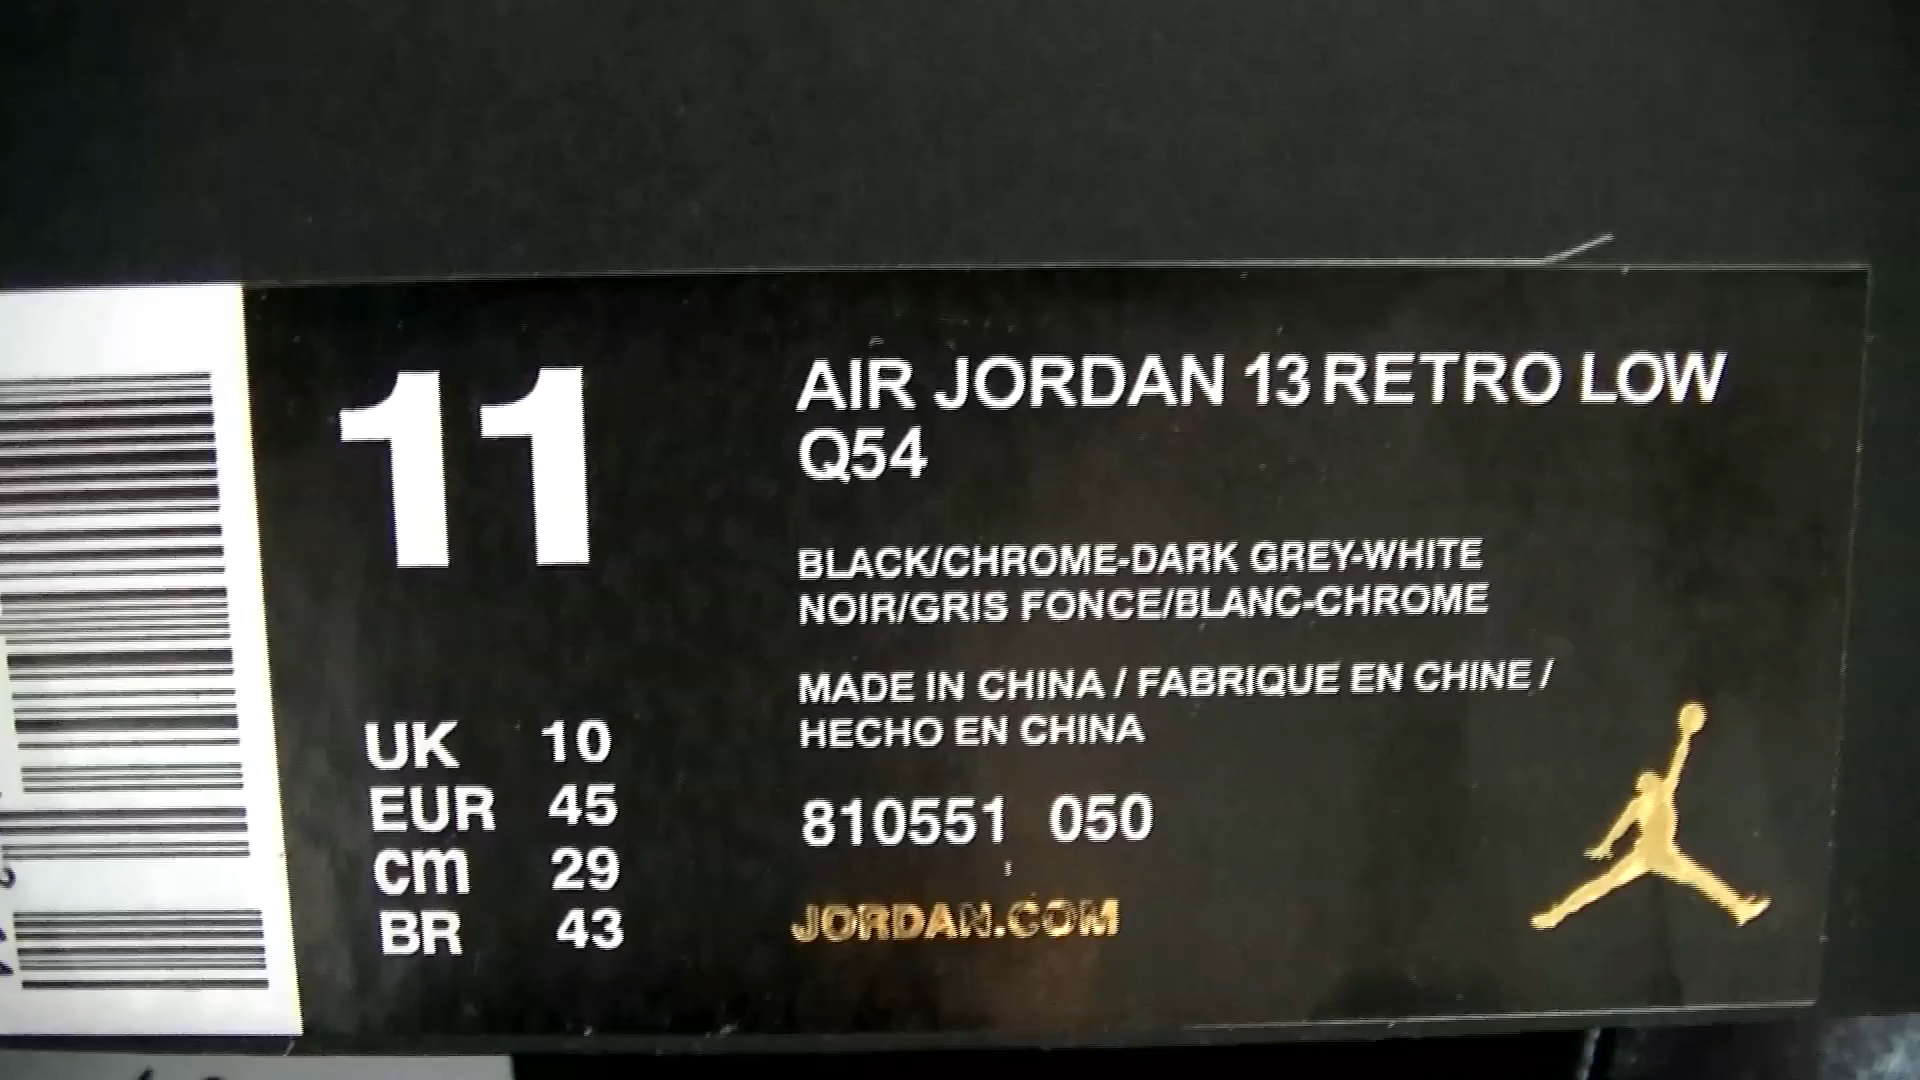 11
AIR JORDAN 13 RETRO LOW
Q54
BLACK/CHROME-DARK GREY-WHITE
NOIR/GRIS FONCE/BLANC-CHROME
MADE IN CHINA / FABRIQUE EN CHINE /
HECHO EN CHINA
UK 10
EUR 45
cm 29
BR 43
810551 050
JORDAN.COM